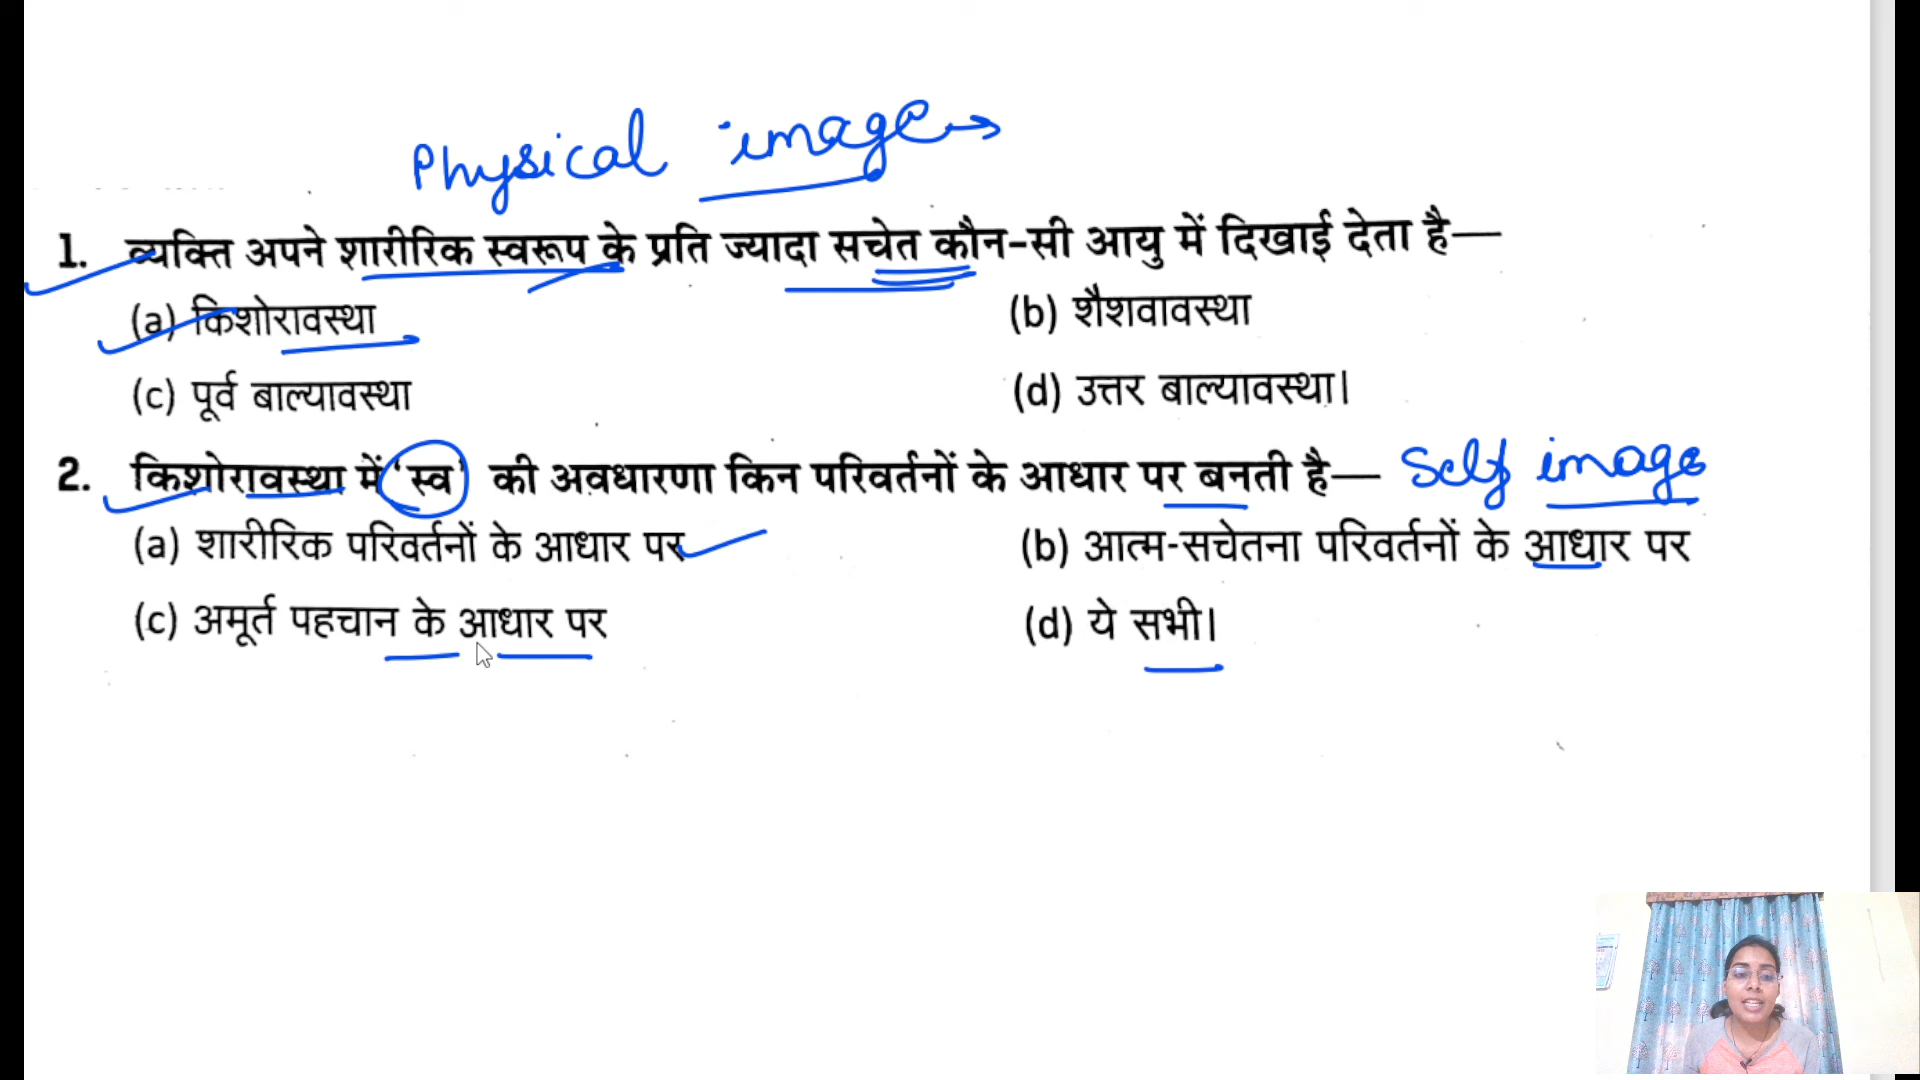 Physical image →
1. व्यक्ति अपने शारीरिक स्वरूप के प्रति ज्यादा सचेत कौन-सी आयु में दिखाई देता है—
(a) किशोरावस्था (b) शैशवावस्था
(c) पूर्व बाल्यावस्था (d) उत्तर बाल्यावस्था।
2. किशोरावस्था में 'स्व' की अवधारणा किन परिवर्तनों के आधार पर बनती है— Self image
(a) शारीरिक परिवर्तनों के आधार पर (b) आत्म-सचेतना परिवर्तनों के आधार पर
(c) अमूर्त पहचान के आधार पर (d) ये सभी।